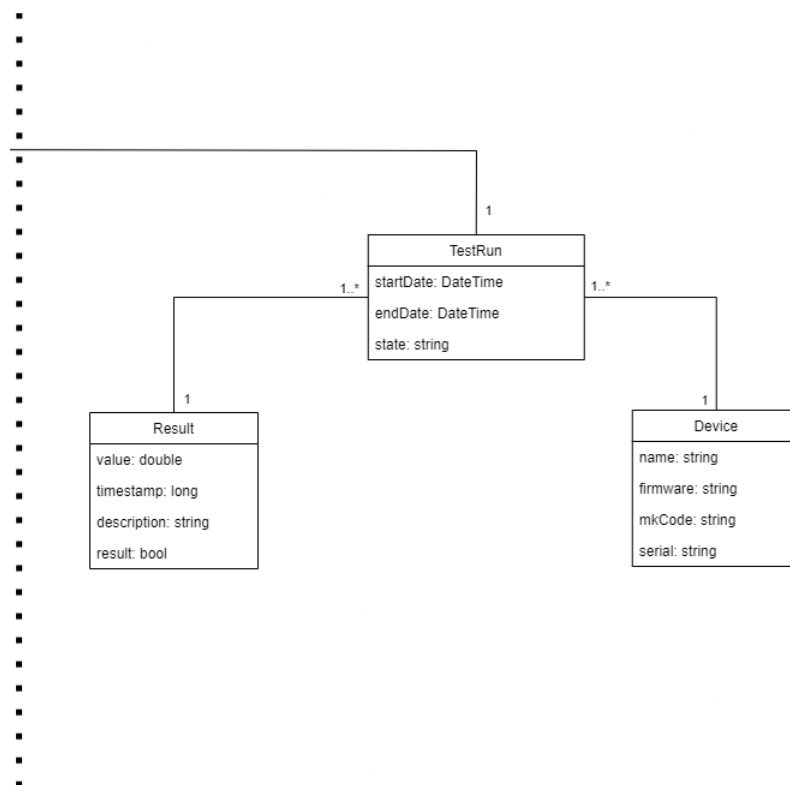 1
TestRun
startDate: DateTime
endDate: DateTime
state: string
1..*
1..*
1
1
Result
value: double
timestamp: long
description: string
result: bool
Device
name: string
firmware: string
mkCode: string
serial: string